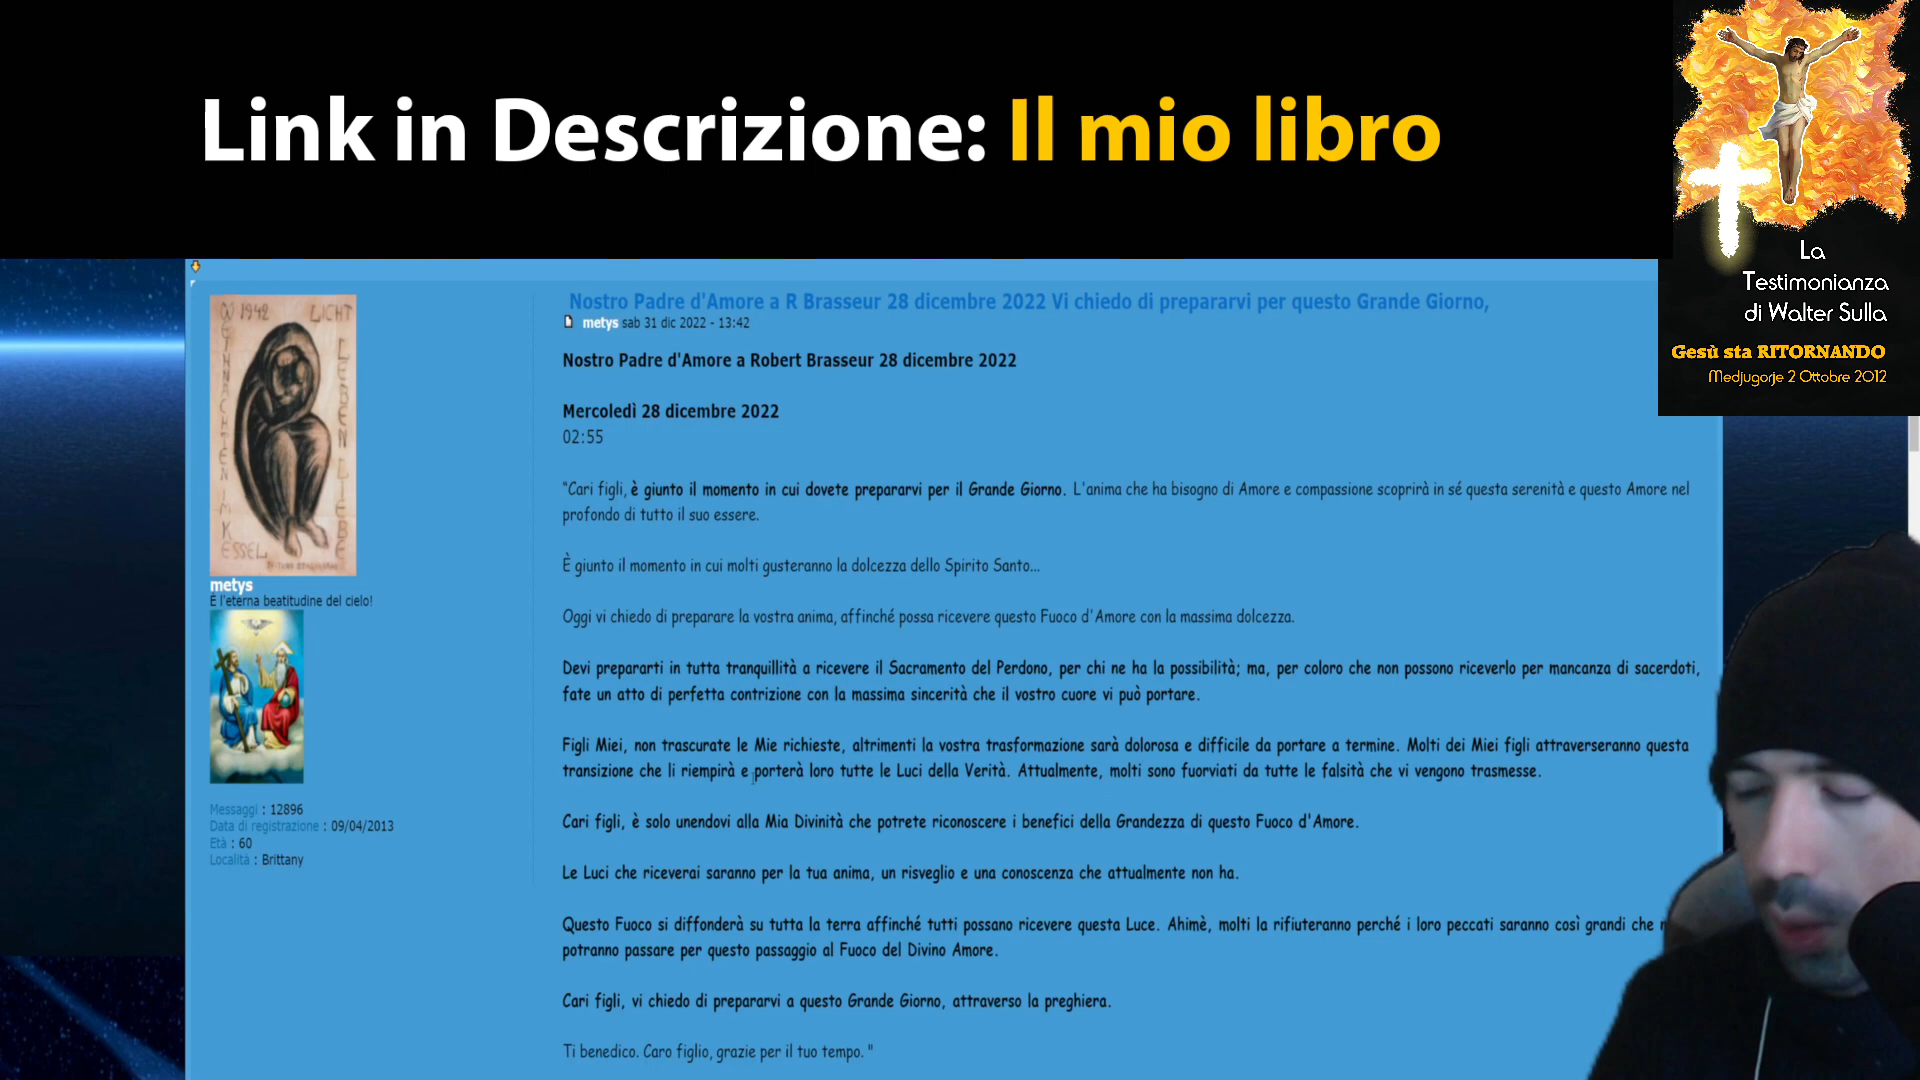 Link in Descrizione: Il mio libro
La
Testimonianza
di Walter Sulla
Gesù sta RITORNANDO
Medjugorje 2 Ottobre 2012
1942 LICHT
LEBEN LIEBE
KESSEL
metys
É l'eterna beatitudine del cielo!
Messaggi : 12896
Data di registrazione : 09/04/2013
Età : 60
Località : Brittany
Nostro Padre d'Amore a R Brasseur 28 dicembre 2022 Vi chiedo di prepararvi per questo Grande Giorno,
metys sab 31 dic 2022 - 13:42
Nostro Padre d'Amore a Robert Brasseur 28 dicembre 2022
Mercoledì 28 dicembre 2022
02:55
"Cari figli, è giunto il momento in cui dovete prepararvi per il Grande Giorno. L'anima che ha bisogno di Amore e compassione scoprirà in sé questa serenità e questo Amore nel
profondo di tutto il suo essere.
È giunto il momento in cui molti gusteranno la dolcezza dello Spirito Santo...
Oggi vi chiedo di preparare la vostra anima, affinché possa ricevere questo Fuoco d'Amore con la massima dolcezza.
Devi prepararti in tutta tranquillità a ricevere il Sacramento del Perdono, per chi ne ha la possibilità; ma, per coloro che non possono riceverlo per mancanza di sacerdoti,
fate un atto di perfetta contrizione con la massima sincerità che il vostro cuore vi può portare.
Figli Miei, non trascurate le Mie richieste, altrimenti la vostra trasformazione sarà dolorosa e difficile da portare a termine. Molti dei Miei figli attraverseranno questa
transizione che li riempirà e porterà loro tutte le Luci della Verità. Attualmente, molti sono fuorviati da tutte le falsità che vi vengono trasmesse.
Cari figli, è solo unendovi alla Mia Divinità che potrete riconoscere i benefici della Grandezza di questo Fuoco d'Amore.
Le Luci che riceverai saranno per la tua anima, un risveglio e una conoscenza che attualmente non ha.
Questo Fuoco si diffonderà su tutta la terra affinché tutti possano ricevere questa Luce. Ahimè, molti la rifiuteranno perché i loro peccati saranno così grandi che
potranno passare per questo passaggio al Fuoco del Divino Amore.
Cari figli, vi chiedo di prepararvi a questo Grande Giorno, attraverso la preghiera.
Ti benedico. Caro figlio, grazie per il tuo tempo. "